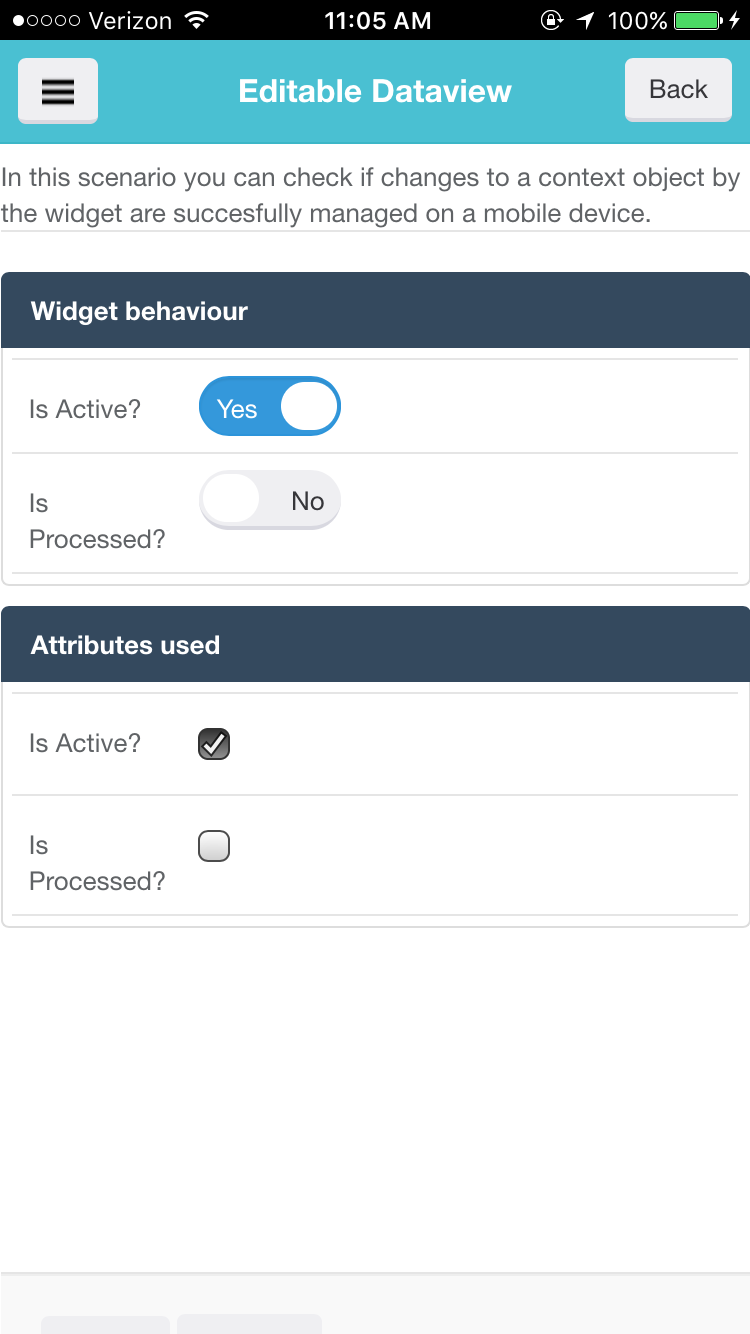 Verizon 11:05 AM 100%
Editable Dataview Back
In this scenario you can check if changes to a context object by
the widget are succesfully managed on a mobile device.
Widget behaviour
Is Active? Yes
Is No
Processed?
Attributes used
Is Active?
Is
Processed?